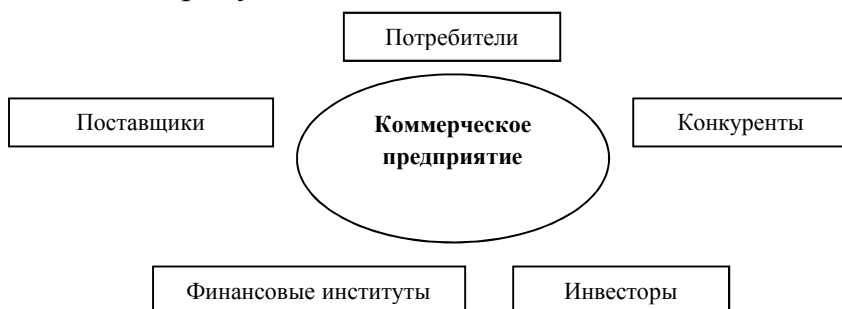 Потребители
Поставщики
Коммерческое
предприятие
Конкуренты
Финансовые институты
Инвесторы